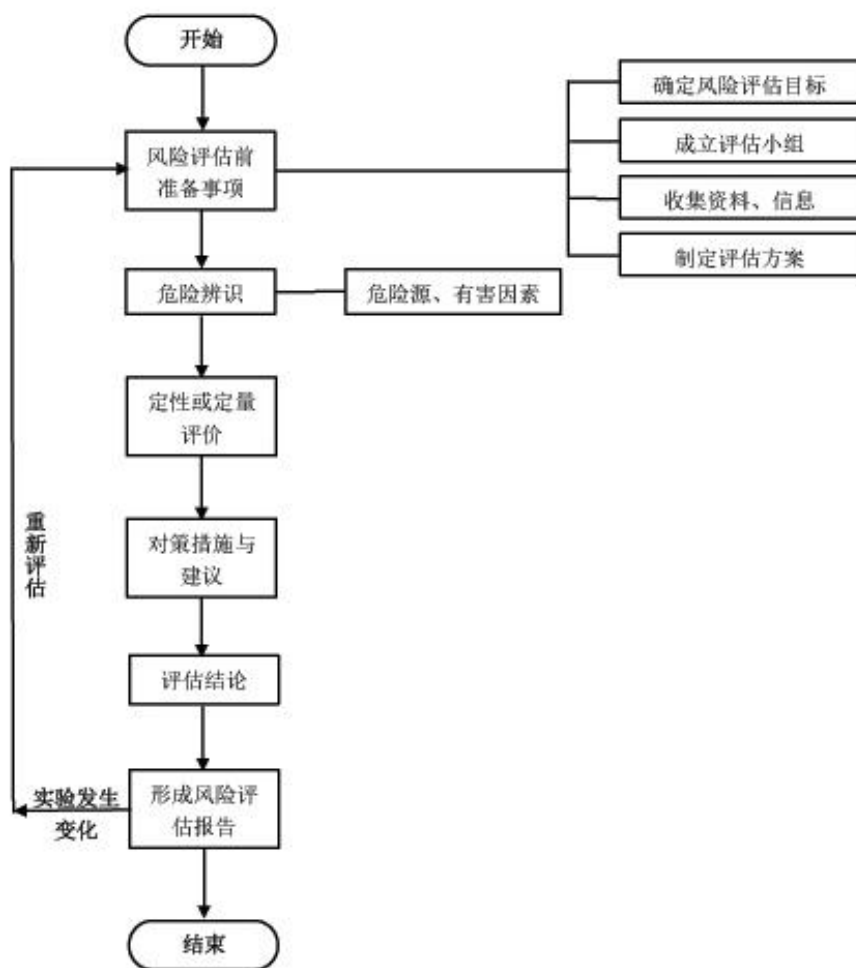 开始
确定风险评估目标
成立评估小组
风险评估前
准备事项
收集资料、信息
制定评估方案
危险辨识
危险源、有害因素
定性或定量
评价
重新评估
对策措施与
建议
评估结论
实验发生
变化
形成风险评
估报告
结束